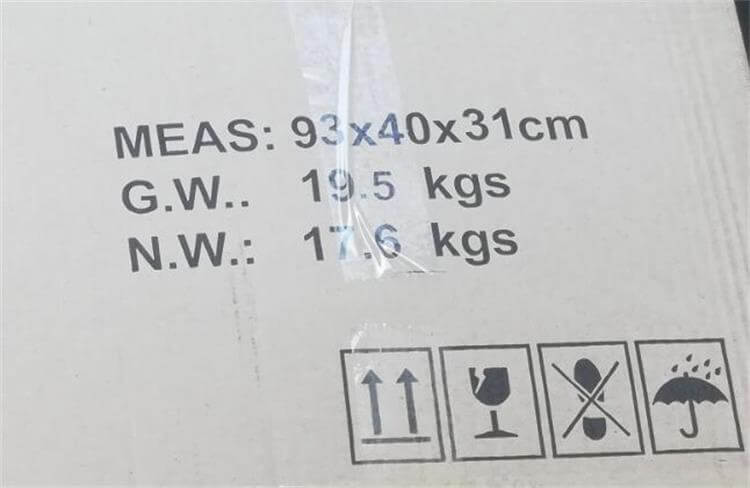 MEAS: 93x40x31cm
G.W.. 19.5 kgs
N.W.: 17.6 kgs